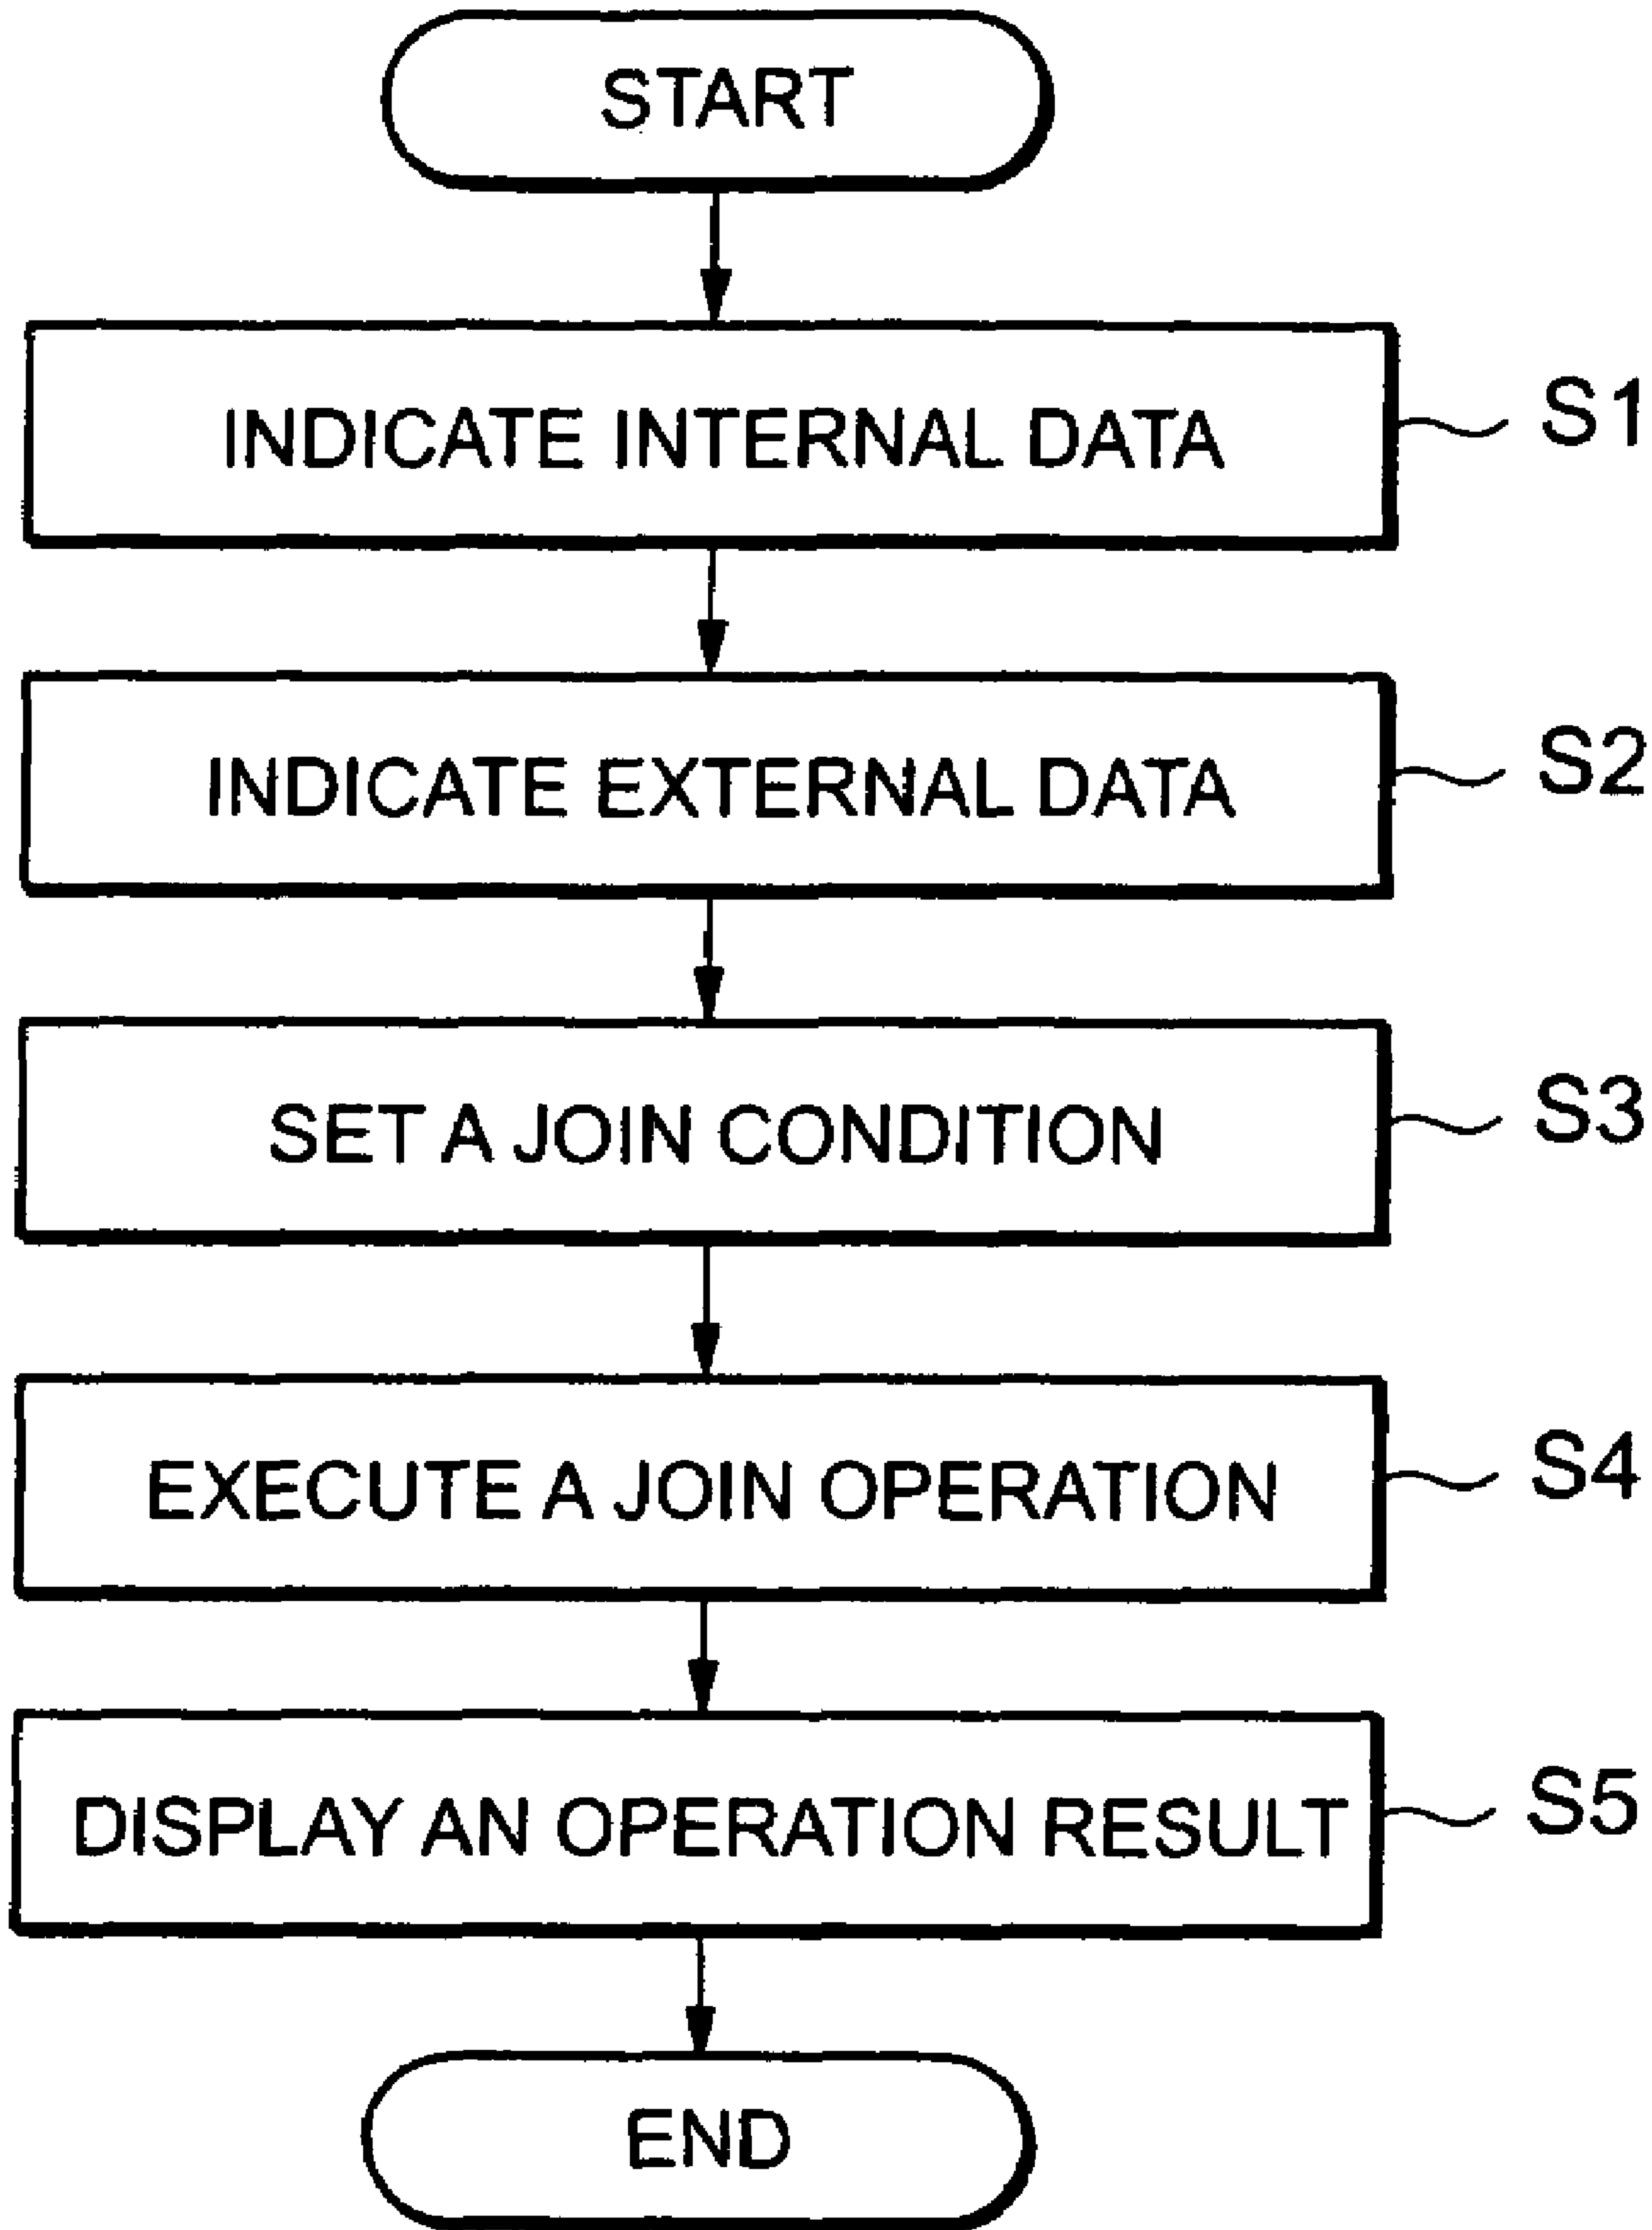 START
INDICATE INTERNAL DATA S1
INDICATE EXTERNAL DATA S2
SET A JOIN CONDITION S3
EXECUTE A JOIN OPERATION S4
DISPLAY AN OPERATION RESULT S5
END